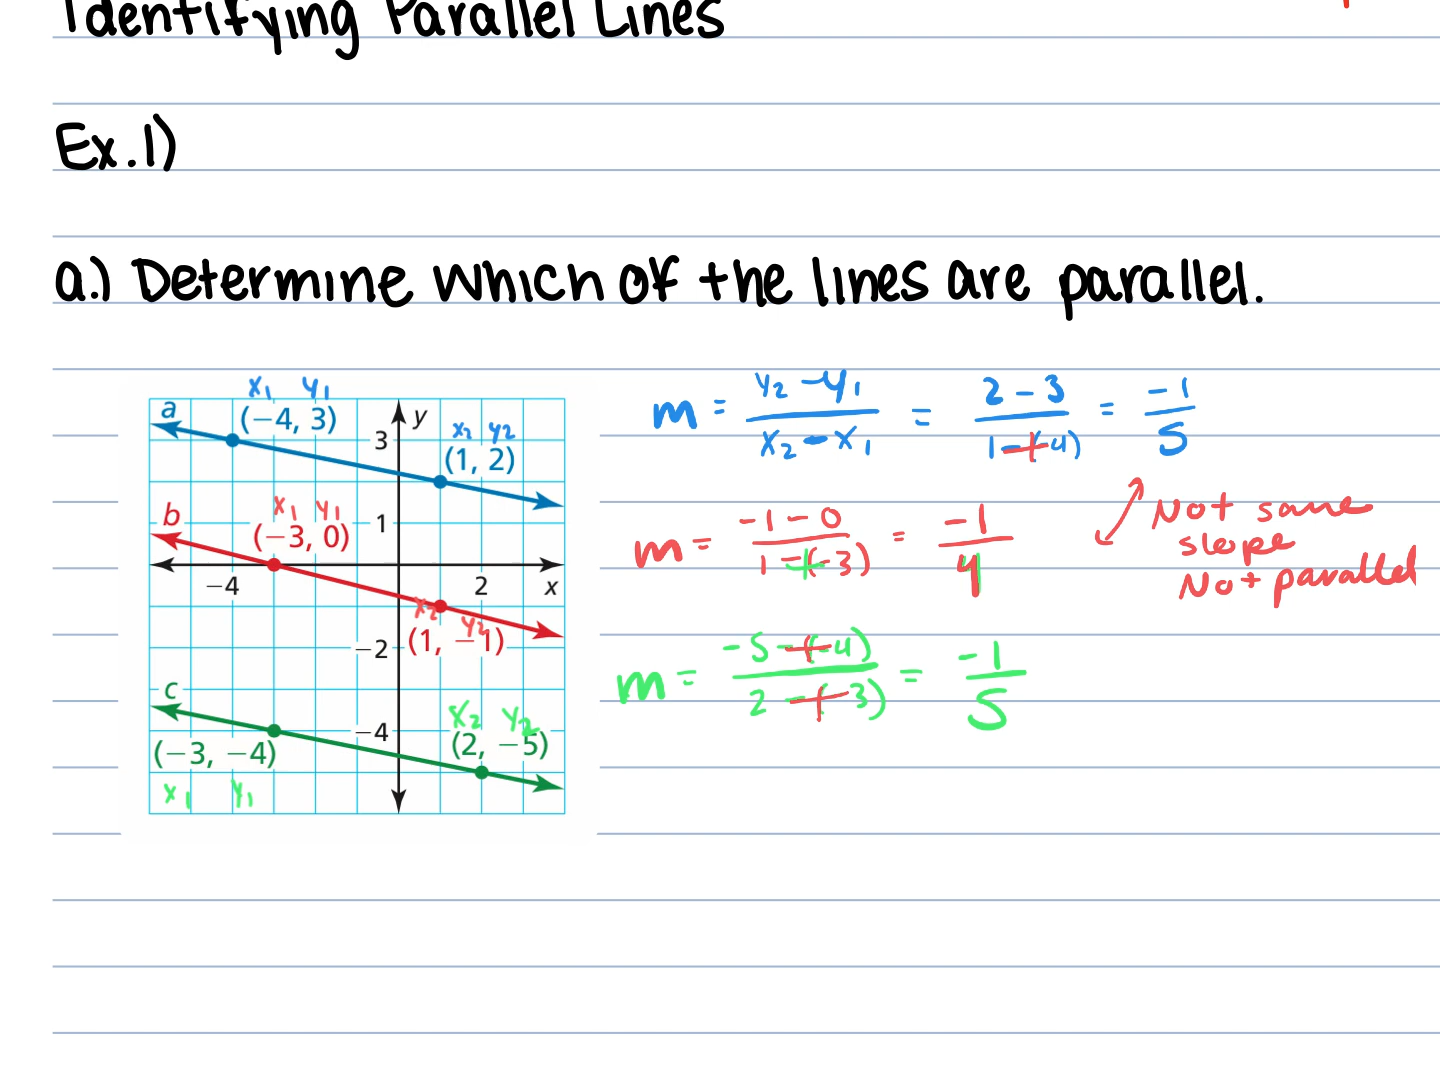 Identifying Parallel Lines
Ex.1)
a.) Determine which of the lines are parallel.
x₁ y₁
a (−4, 3)
y
x₂ y₂
3
(1, 2)
x₁ y₁
b (−3, 0)
1
−4 2 x
x₂ y₂
−2 (1, −1)
c
x₂ y₂
−4 (2, −5)
(−3, −4)
x₁ y₁
m = y₂ - y₁ / x₂ - x₁ = 2 - 3 / 1 - (-4) = -1 / 5
m = -1 - 0 / 1 - (-3) = -1 / 4
Not same
slope
Not parallel
m = -5 - (-4) / 2 - (-3) = -1 / 5